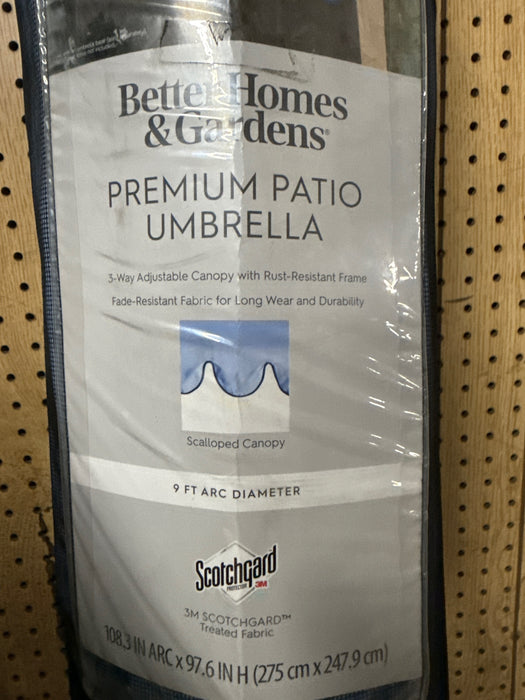 Better Homes
& Gardens®
PREMIUM PATIO
UMBRELLA
3-Way Adjustable Canopy with Rust-Resistant Frame
Fade-Resistant Fabric for Long Wear and Durability
Scalloped Canopy
9 FT ARC DIAMETER
Scotchgard
PROTECTOR 3M
3M SCOTCHGARD™
Treated Fabric
108.3 IN ARC x 97.6 IN H (275 cm x 247.9 cm)